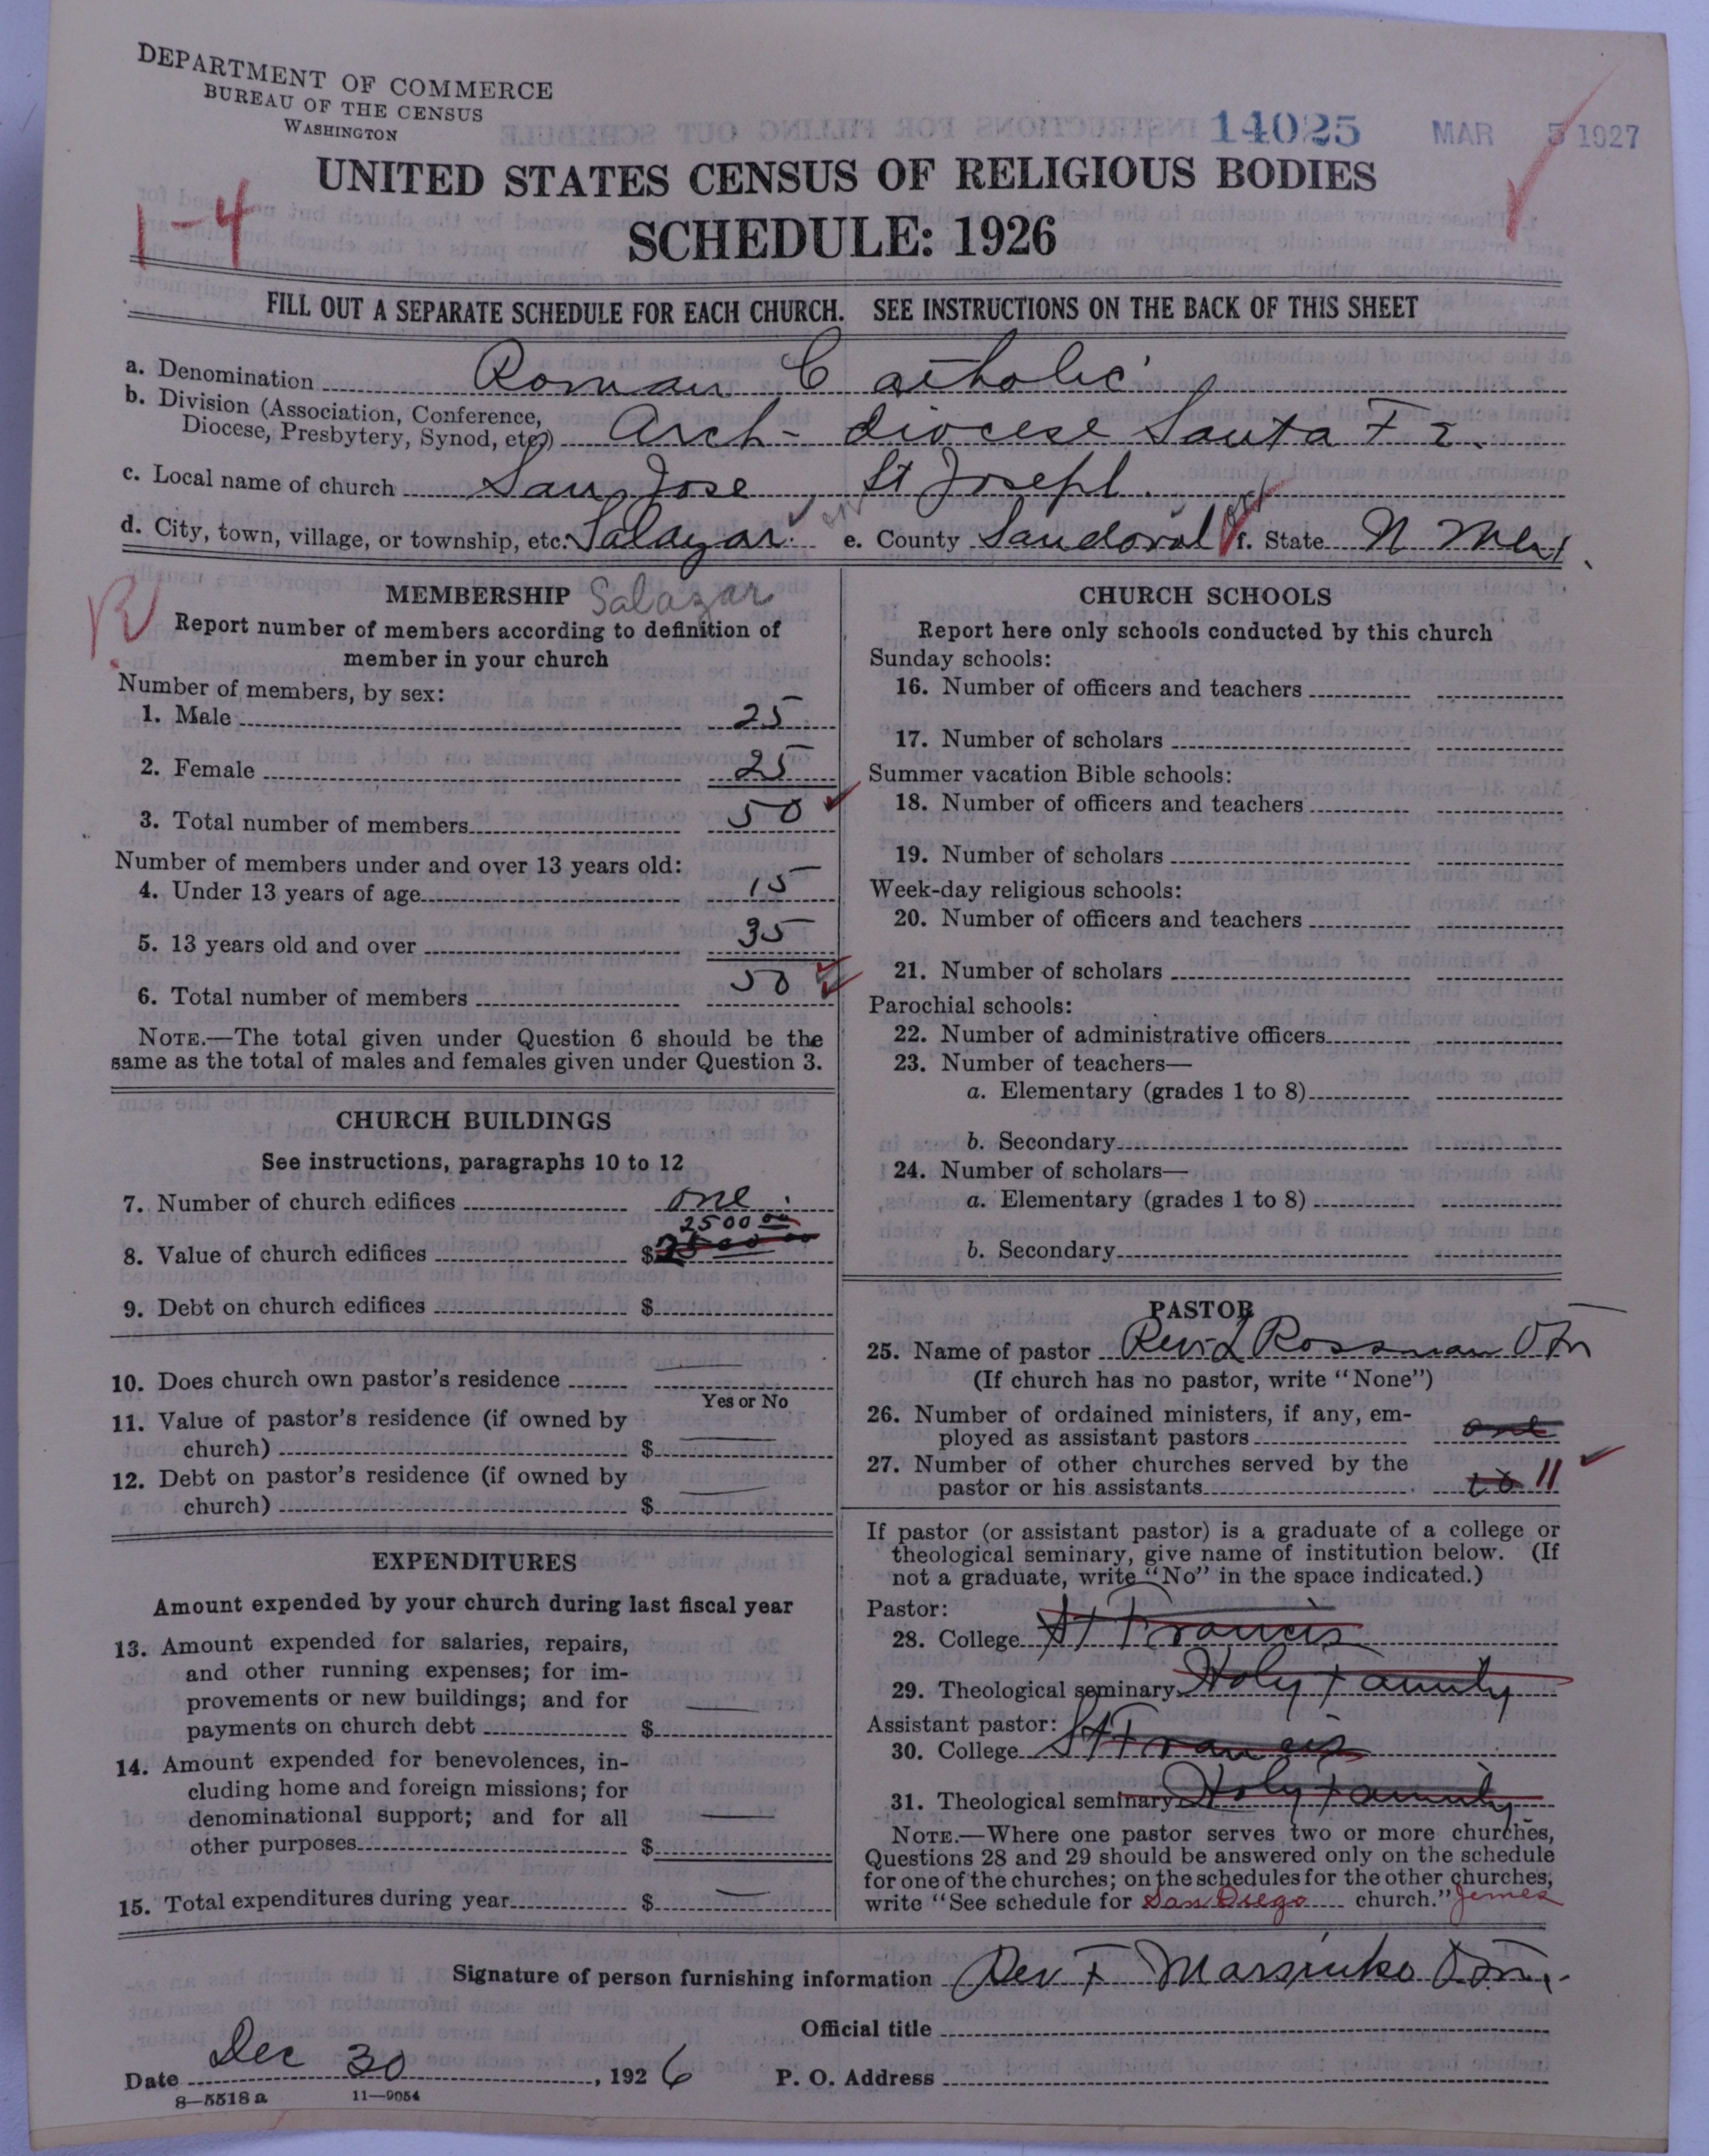 DEPARTMENT OF COMMERCE
BUREAU OF THE CENSUS
WASHINGTON
14025 MAR 5 1927
UNITED STATES CENSUS OF RELIGIOUS BODIES
1-4
SCHEDULE: 1926
FILL OUT A SEPARATE SCHEDULE FOR EACH CHURCH. SEE INSTRUCTIONS ON THE BACK OF THIS SHEET
a. Denomination Roman Catholic
b. Division (Association, Conference,
Diocese, Presbytery, Synod, etc.) Arch-diocese Santa Fe.
c. Local name of church San Jose, St Joseph.
d. City, town, village, or township, etc. Salazar. e. County Sandoval f. State N Mex.
R
MEMBERSHIP Salazar
Report number of members according to definition of
member in your church
Number of members, by sex:
1. Male 25
2. Female 25
3. Total number of members 50
Number of members under and over 13 years old:
4. Under 13 years of age 15
5. 13 years old and over 35
6. Total number of members 50
NOTE.—The total given under Question 6 should be the
same as the total of males and females given under Question 3.
CHURCH BUILDINGS
See instructions, paragraphs 10 to 12
7. Number of church edifices one.
2500 00
8. Value of church edifices $ 2500 00
9. Debt on church edifices $
10. Does church own pastor's residence —
Yes or No
11. Value of pastor's residence (if owned by
church) $ —
12. Debt on pastor's residence (if owned by
church) $ —
EXPENDITURES
Amount expended by your church during last fiscal year
13. Amount expended for salaries, repairs,
and other running expenses; for im-
provements or new buildings; and for
payments on church debt $ —
14. Amount expended for benevolences, in-
cluding home and foreign missions; for
denominational support; and for all
other purposes $ —
15. Total expenditures during year $ —
CHURCH SCHOOLS
Report here only schools conducted by this church
Sunday schools:
16. Number of officers and teachers
17. Number of scholars
Summer vacation Bible schools:
18. Number of officers and teachers
19. Number of scholars
Week-day religious schools:
20. Number of officers and teachers
21. Number of scholars
Parochial schools:
22. Number of administrative officers
23. Number of teachers—
a. Elementary (grades 1 to 8)
b. Secondary
24. Number of scholars—
a. Elementary (grades 1 to 8)
b. Secondary
PASTOR
25. Name of pastor Rev. L Rossman
(If church has no pastor, write "None")
26. Number of ordained ministers, if any, em-
ployed as assistant pastors one
27. Number of other churches served by the
pastor or his assistants 11
If pastor (or assistant pastor) is a graduate of a college or
theological seminary, give name of institution below. (If
not a graduate, write "No" in the space indicated.)
Pastor:
28. College St Francis
29. Theological seminary Holy Family
Assistant pastor:
30. College St Francis
31. Theological seminary Holy Family
NOTE.—Where one pastor serves two or more churches,
Questions 28 and 29 should be answered only on the schedule
for one of the churches; on the schedules for the other churches,
write "See schedule for San Diego church." Jemez
Signature of person furnishing information Rev F Marsinko
Official title
Date Dec 30, 1926 P. O. Address
8—5518a 11—9054